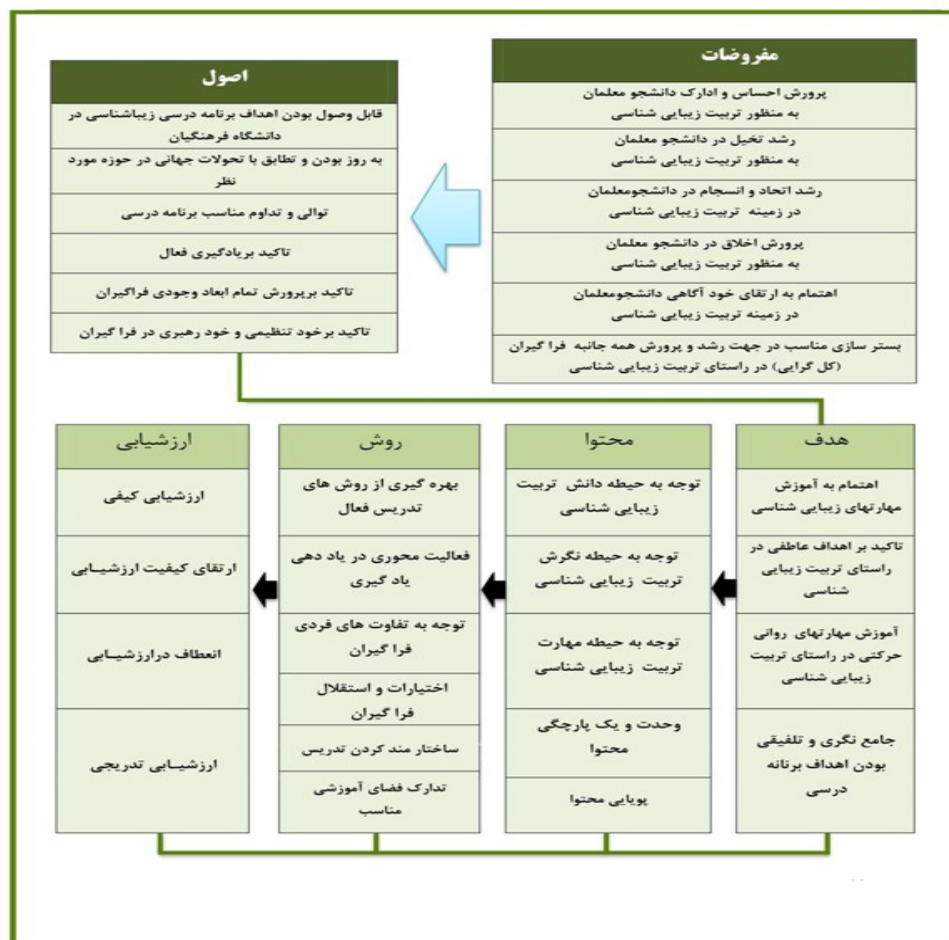 مفروضات
پرورش احساس و ادارک دانشجو معلمان
به منظور تربیت زیبایی شناسی
رشد تخیل در دانشجو معلمان
به منظور تربیت زیبایی شناسی
رشد اتحاد و انسجام در دانشجومعلمان
در زمینه تربیت زیبایی شناسی
پرورش اخلاق در دانشجو معلمان
به منظور تربیت زیبایی شناسی
اهتمام به ارتقای خود آگاهی دانشجومعلمان
در زمینه تربیت زیبایی شناسی
بستر سازی مناسب در جهت رشد و پرورش همه جانبه فرا گیران
(کل گرایی) در راستای تربیت زیبایی شناسی
اصول
قابل وصول بودن اهداف برنامه درسی زیباشناسی در
دانشگاه فرهنگیان
به روز بودن و تطابق با تحولات جهانی در حوزه مورد
نظر
توالی و تداوم مناسب برنامه درسی
تاکید بریادگیری فعال
تاکید برپرورش تمام ابعاد وجودی فراگیران
تاکید برخود تنظیمی و خود رهبری در فرا گیران
هدف
اهتمام به آموزش
مهارتهای زیبایی شناسی
تاکید بر اهداف عاطفی در
راستای تربیت زیبایی
شناسی
آموزش مهارتهای روانی
حرکتی در راستای تربیت
زیبایی شناسی
جامع نگری و تلفیقی
بودن اهداف برنانه
درسی
محتوا
توجه به حیطه دانش تربیت
زیبایی شناسی
توجه به حیطه نگرش
تربیت زیبایی شناسی
توجه به حیطه مهارت
تربیت زیبایی شناسی
وحدت و یک پارچگی
محتوا
پویایی محتوا
روش
بهره گیری از روش های
تدریس فعال
فعالیت محوری در یاد دهی
یاد گیری
توجه به تفاوت های فردی
فرا گیران
اختیارات و استقلال
فرا گیران
ساختار مند کردن تدریس
تدارک فضای آموزشی
مناسب
ارزشیابی
ارزشیابی کیفی
ارتقای کیفیت ارزشیـابی
انعطاف درارزشیــابی
ارزشیـابی تدریجی